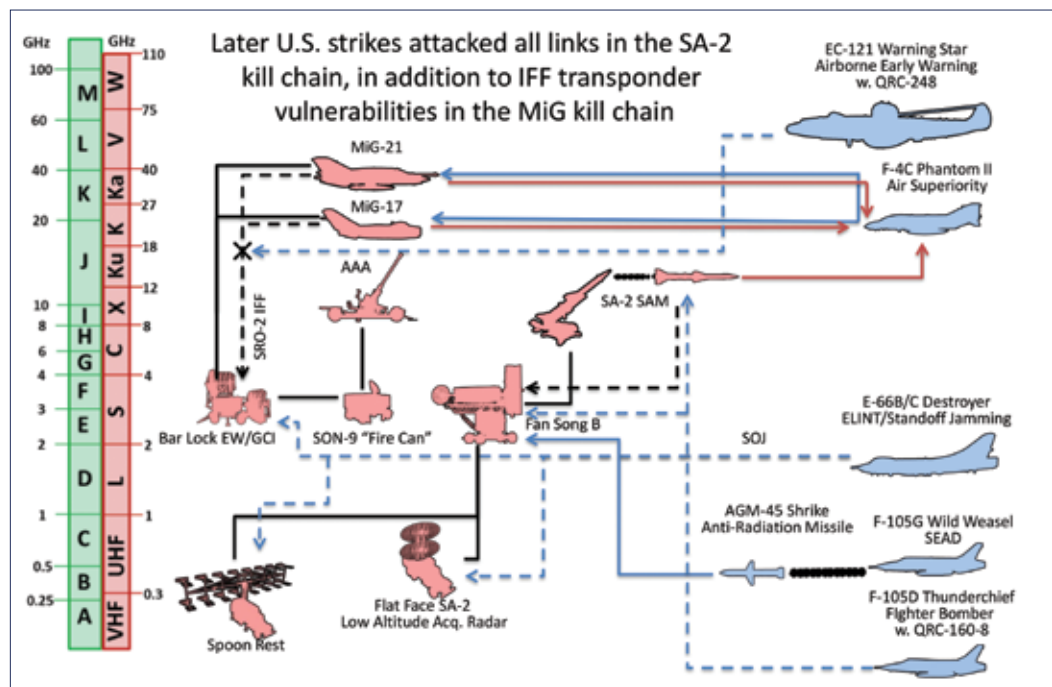 Later U.S. strikes attacked all links in the SA-2
kill chain, in addition to IFF transponder
vulnerabilities in the MiG kill chain
GHz
GHz
110
100
M
W
75
60
L
V
40
40
K
Ka
27
20
K
18
J
Ku
12
10
I
X
8
8
H
6
G
C
4
4
F
3
S
E
2
2
D
L
1
1
C
UHF
0.5
B
0.3
0.25
A
VHF
EC-121 Warning Star
Airborne Early Warning
w. QRC-248
MiG-21
F-4C Phantom II
Air Superiority
MiG-17
AAA
SA-2 SAM
SRO-2 IFF
Bar Lock EW/GCI
SON-9 "Fire Can"
Fan Song B
E-66B/C Destroyer
ELINT/Standoff Jamming
SOJ
AGM-45 Shrike
Anti-Radiation Missile
F-105G Wild Weasel
SEAD
Flat Face SA-2
Low Altitude Acq. Radar
Spoon Rest
F-105D Thunderchief
FIghter Bomber
w. QRC-160-8